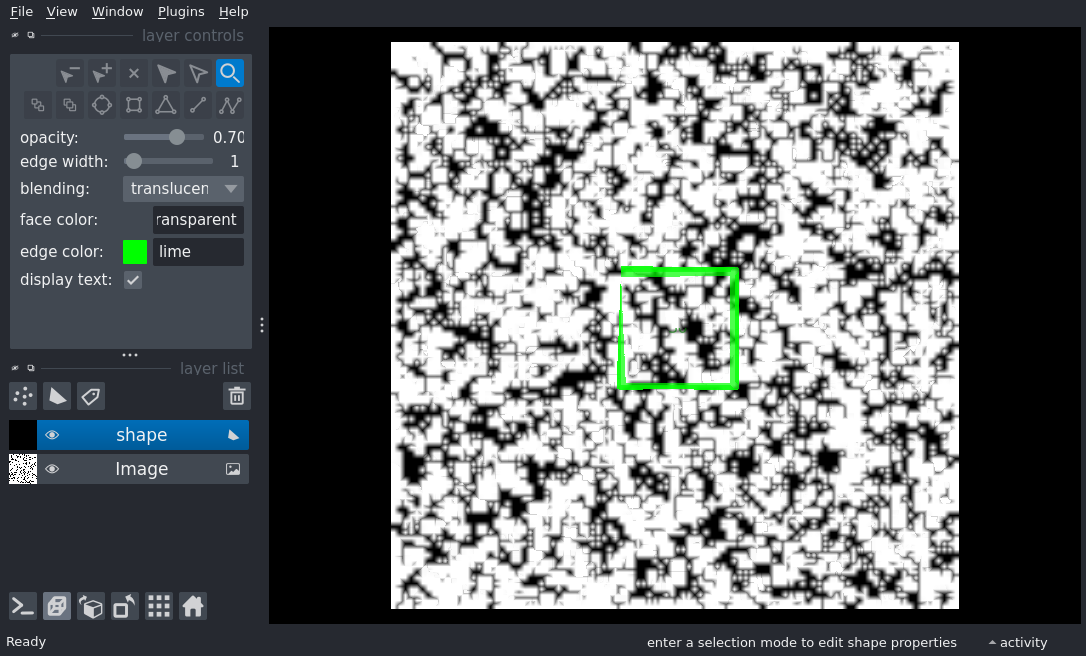 File View Window Plugins Help
layer controls
opacity: 0.70
edge width: 1
blending: translucen
face color: ransparent
edge color: lime
display text:
layer list
shape
Image
Ready enter a selection mode to edit shape properties activity